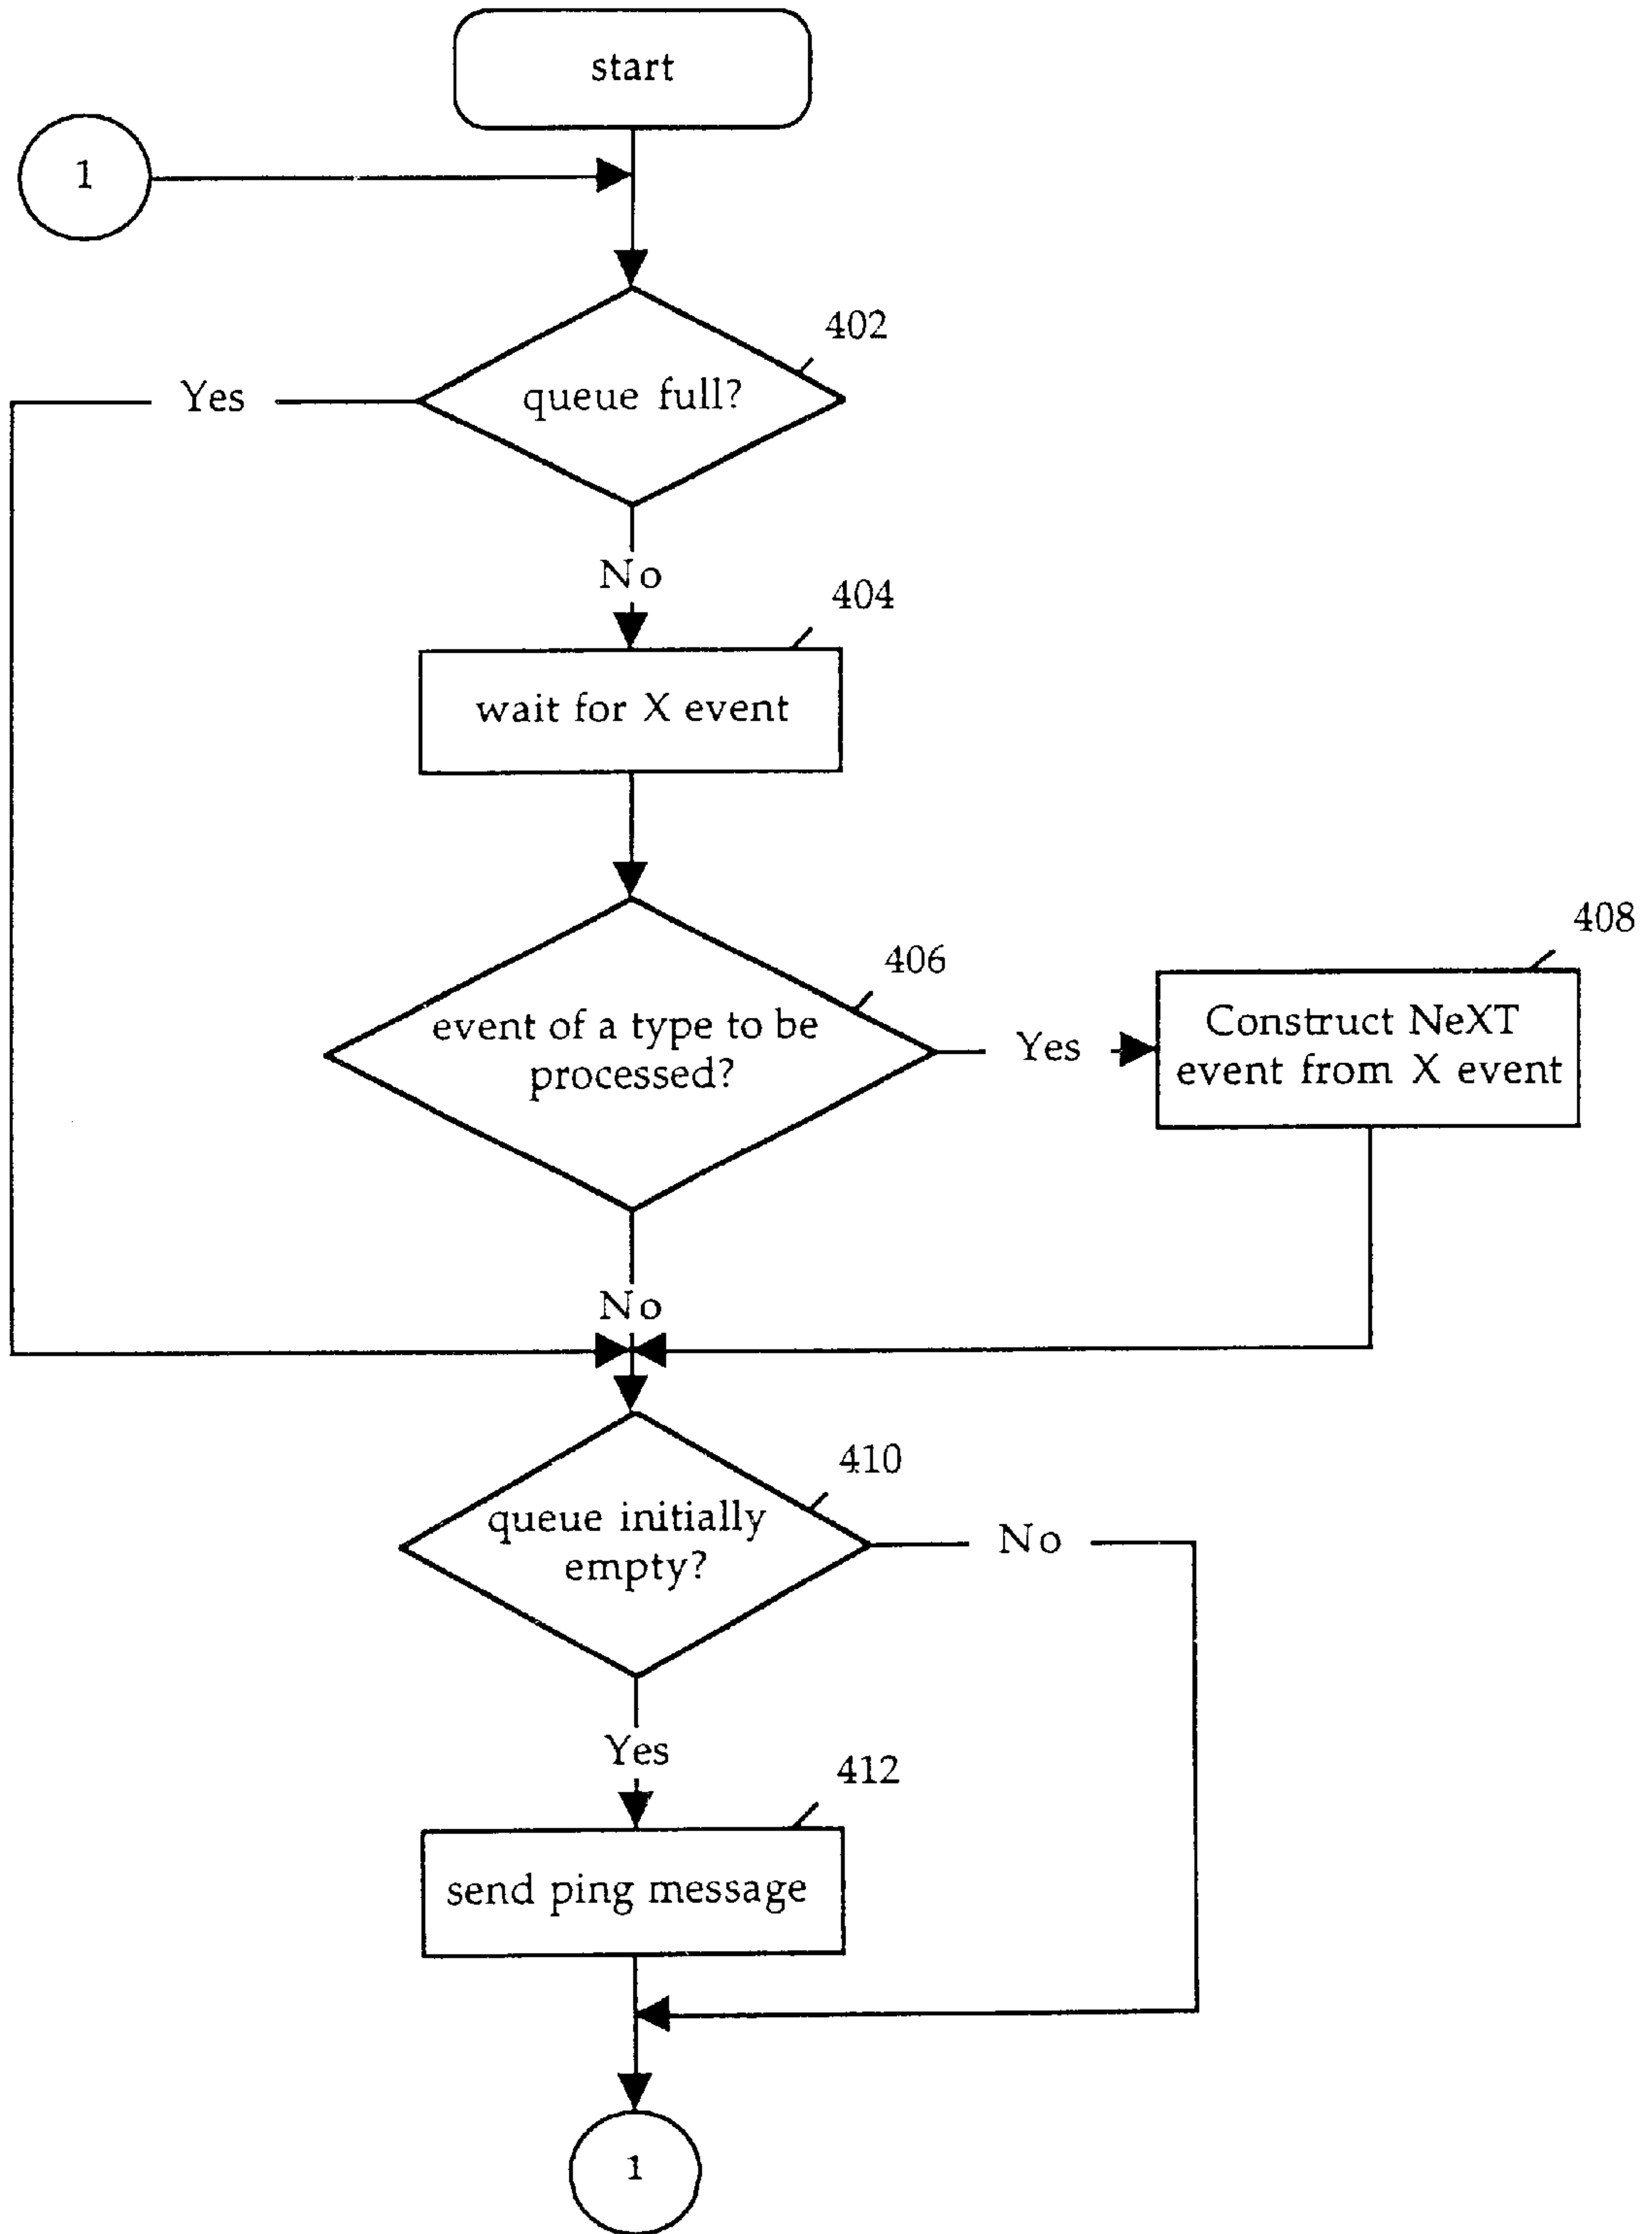 start
1
402
queue full?
Yes
No
404
wait for X event
406
event of a type to be
processed?
Yes
408
Construct NeXT
event from X event
No
410
queue initially
empty?
No
Yes
412
send ping message
1